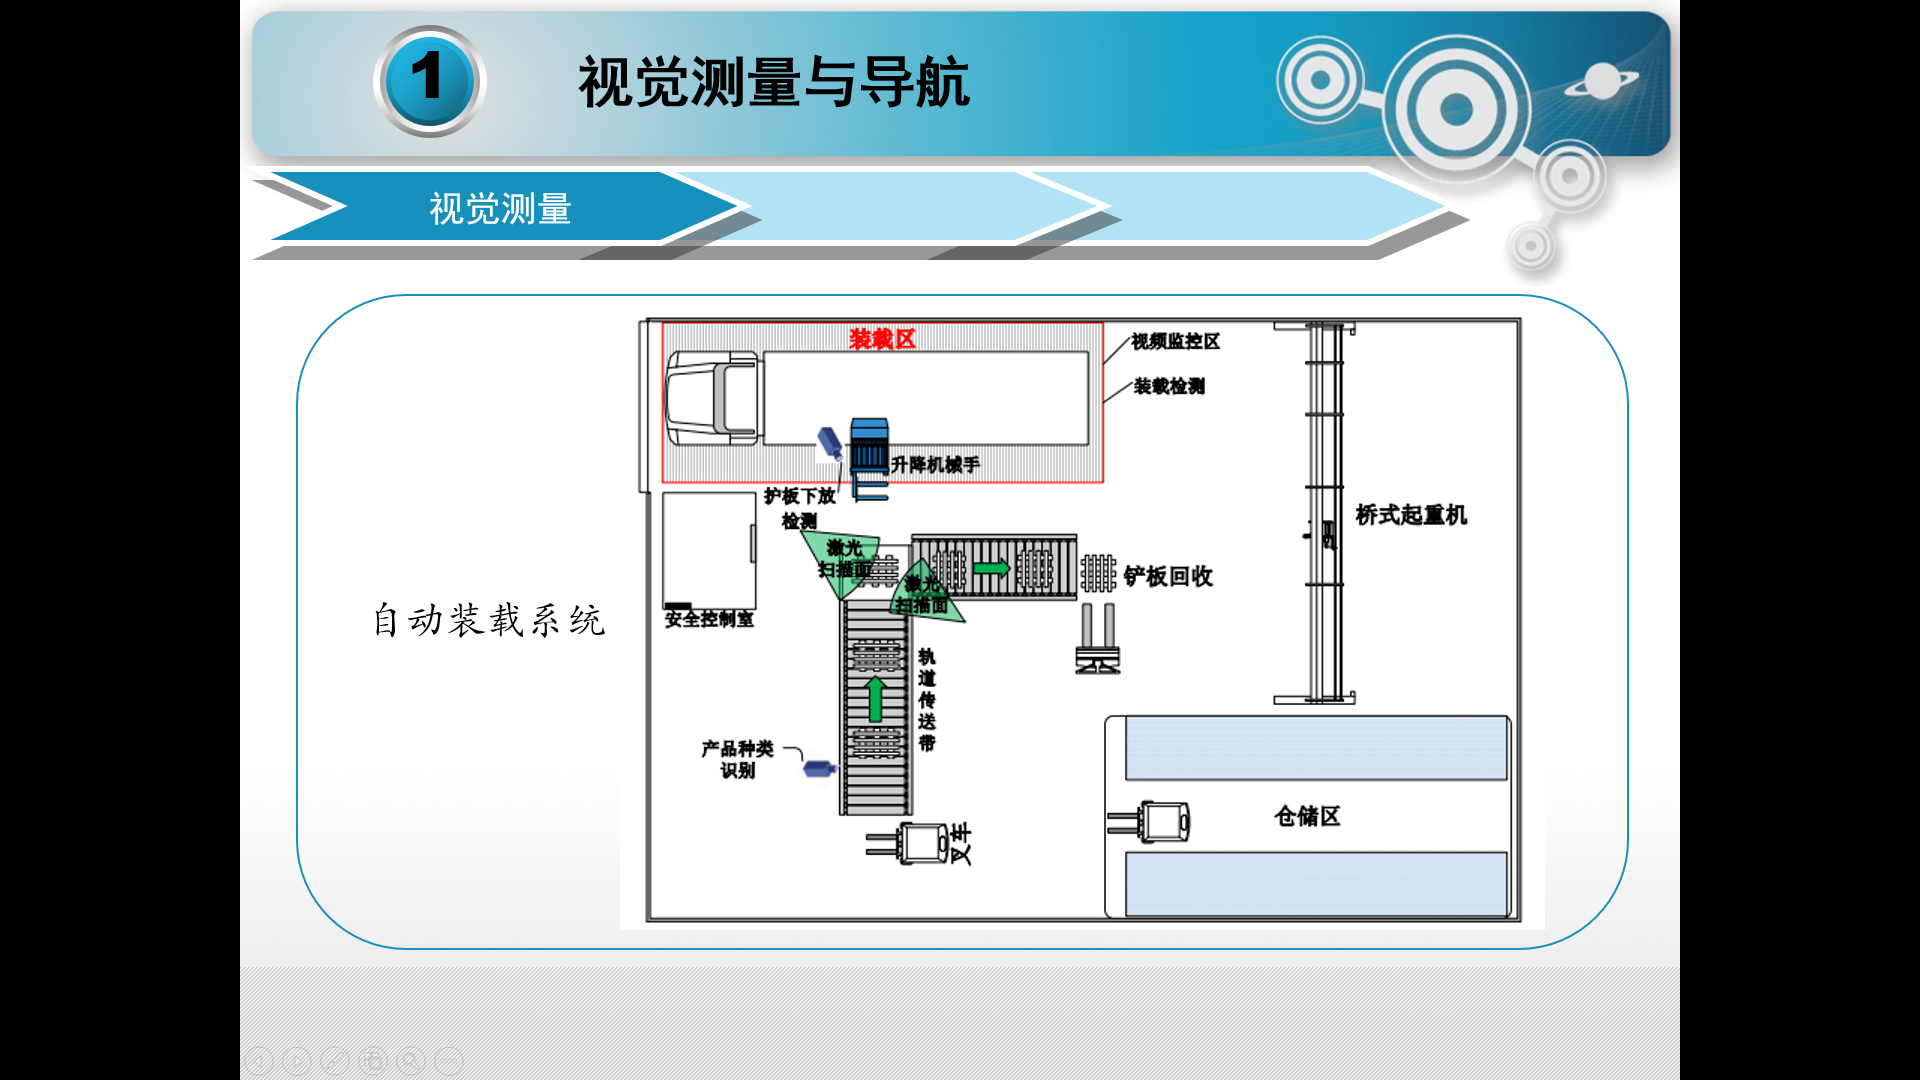 1
视觉测量与导航
视觉测量
装载区
视频监控区
装载检测
升降机械手
护板下放
检测
激光
扫描面
激光
扫描面
铲板回收
桥式起重机
安全控制室
自动装载系统
轨道传送带
产品种类
识别
叉车
仓储区